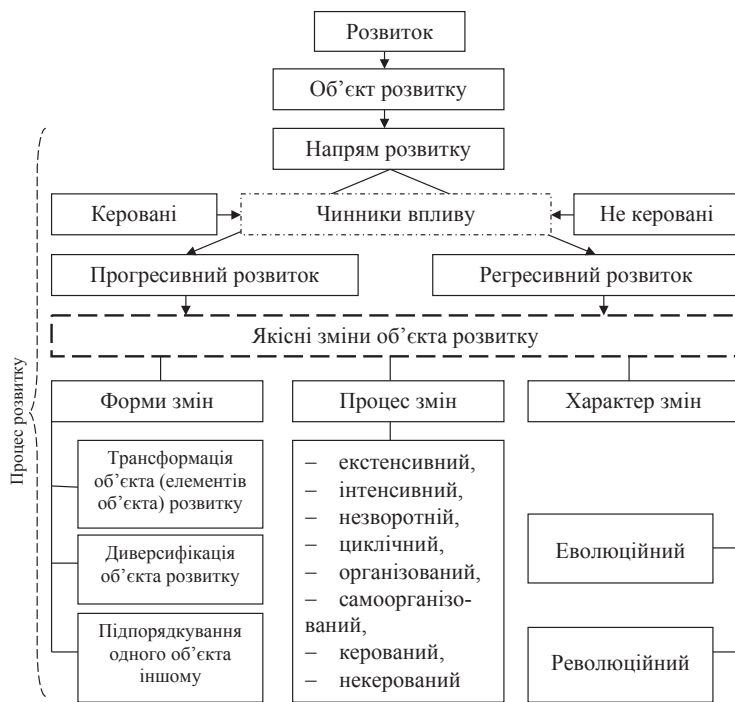 Розвиток
Об’єкт розвитку
Напрям розвитку
Керовані
Чинники впливу
Не керовані
Прогресивний розвиток
Регресивний розвиток
Якісні зміни об’єкта розвитку
Процес розвитку
Форми змін
Процес змін
Характер змін
Трансформація
об’єкта (елементів
об’єкта) розвитку
Диверсифікація
об’єкта розвитку
Підпорядкування
одного об’єкта
іншому
– екстенсивний,
– інтенсивний,
– незворотній,
– циклічний,
– організований,
– самоорганізо-
ований,
– керований,
– некерований
Еволюційний
Революційний